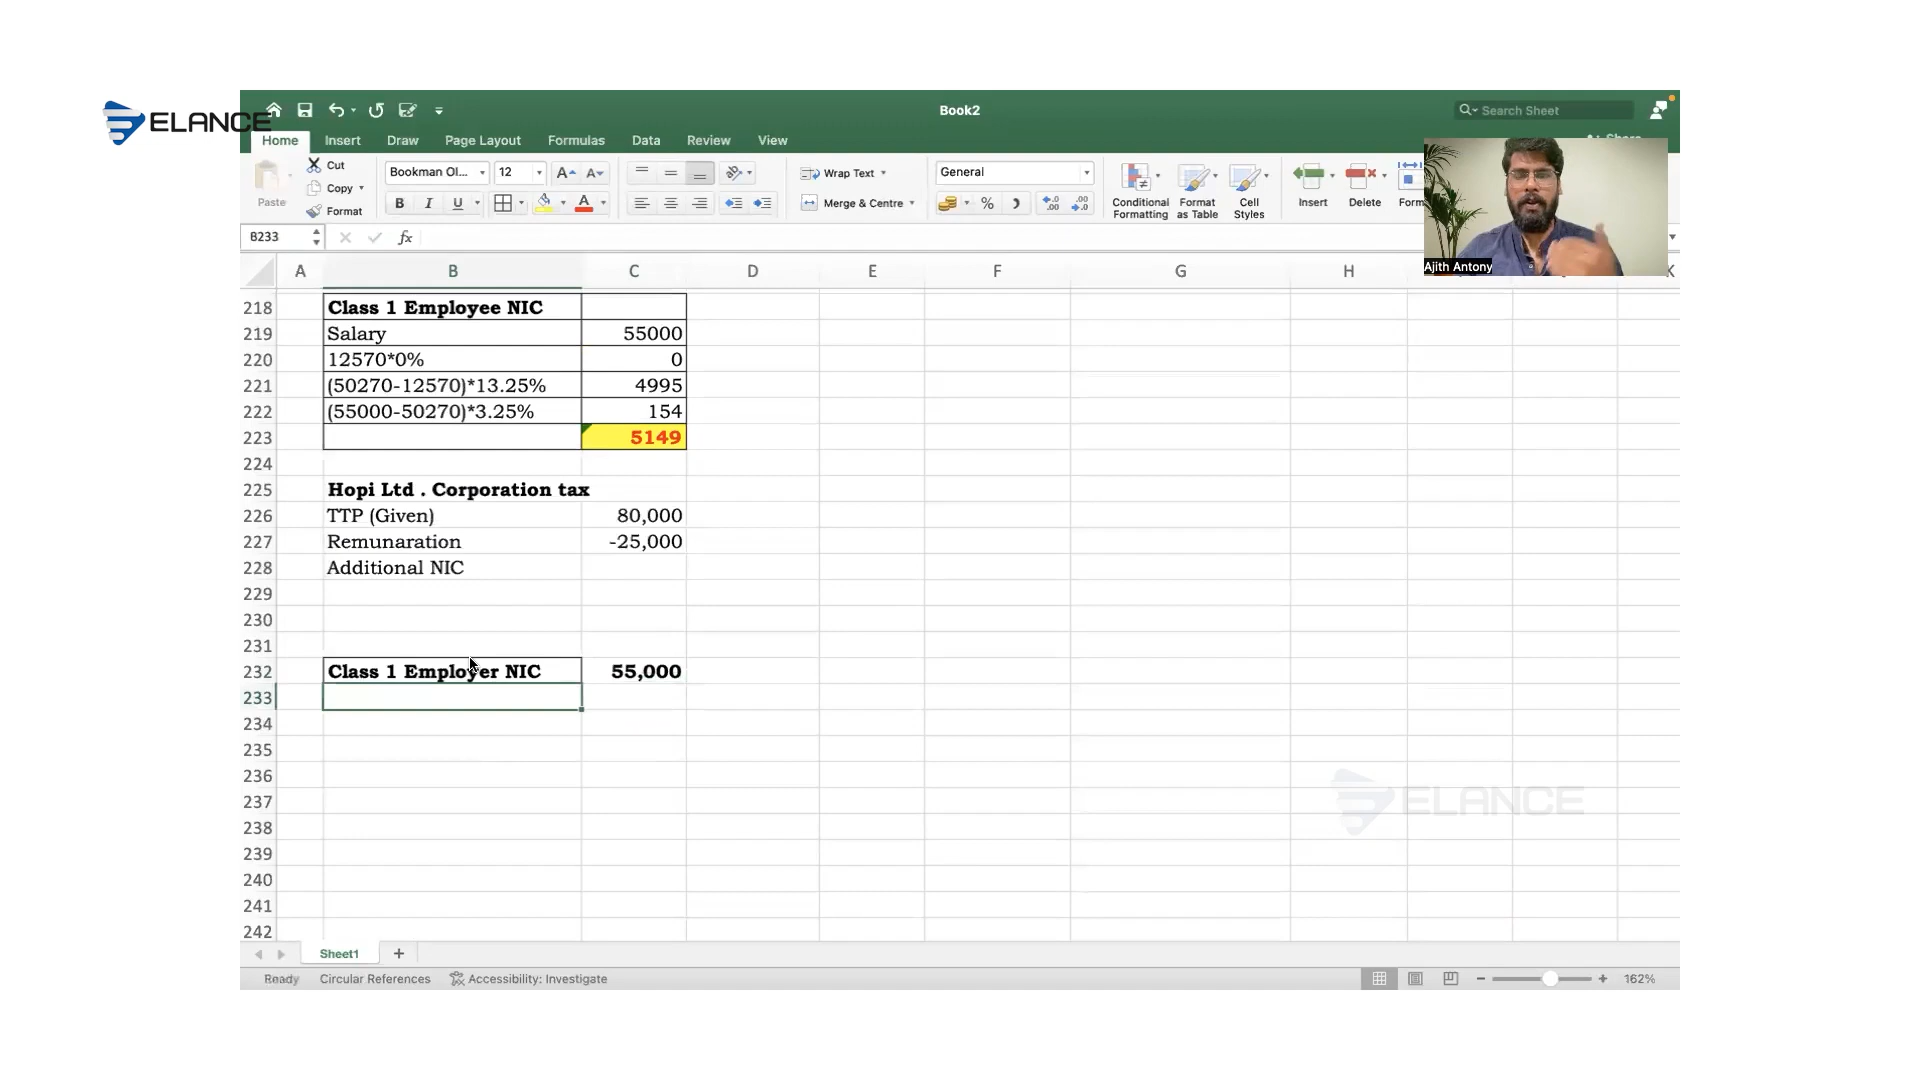 ELANCE
Book2
Search Sheet
Home Insert Draw Page Layout Formulas Data Review View
Paste
Cut
Copy
Format
Bookman Ol... 12
B I U
Wrap Text
Merge & Centre
General
Conditional Formatting
Format as Table
Cell Styles
Insert
Delete
Ajith Antony
B233 fx
A B C D E F G H K
218 Class 1 Employee NIC
219 Salary 55000
220 12570*0% 0
221 (50270-12570)*13.25% 4995
222 (55000-50270)*3.25% 154
223 5149
224
225 Hopi Ltd . Corporation tax
226 TTP (Given) 80,000
227 Remunaration -25,000
228 Additional NIC
229
230
231
232 Class 1 Employer NIC 55,000
233
234
235
236
237
ELANCE
238
239
240
241
242
Sheet1 +
Ready Circular References Accessibility: Investigate 162%